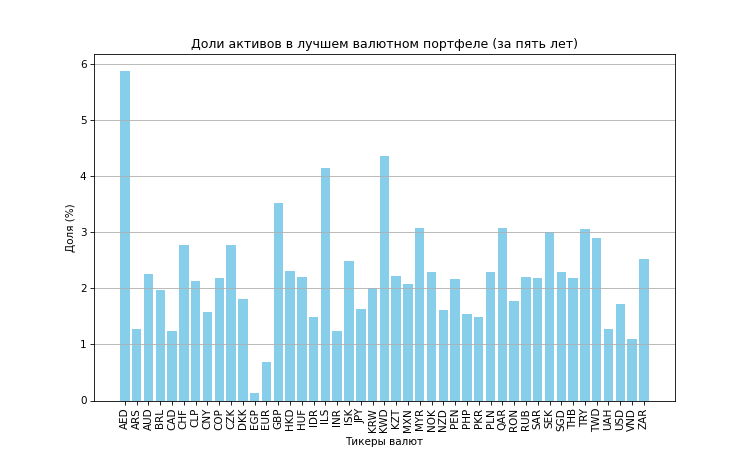 Доли активов в лучшем валютном портфеле (за пять лет)
Доля (%)
6
5
4
3
2
1
0
AED ARS AUD BRL CAD CHF CLP CNY COP CZK DKK EGP EUR GBP HKD HUF IDR ILS INR ISK JPY KRW KWD KZT MXN MYR NOK NZD PEN PHP PKR PLN QAR RON RUB SAR SEK SGD THB TRY TWD UAH USD VND ZAR
Тикеры валют